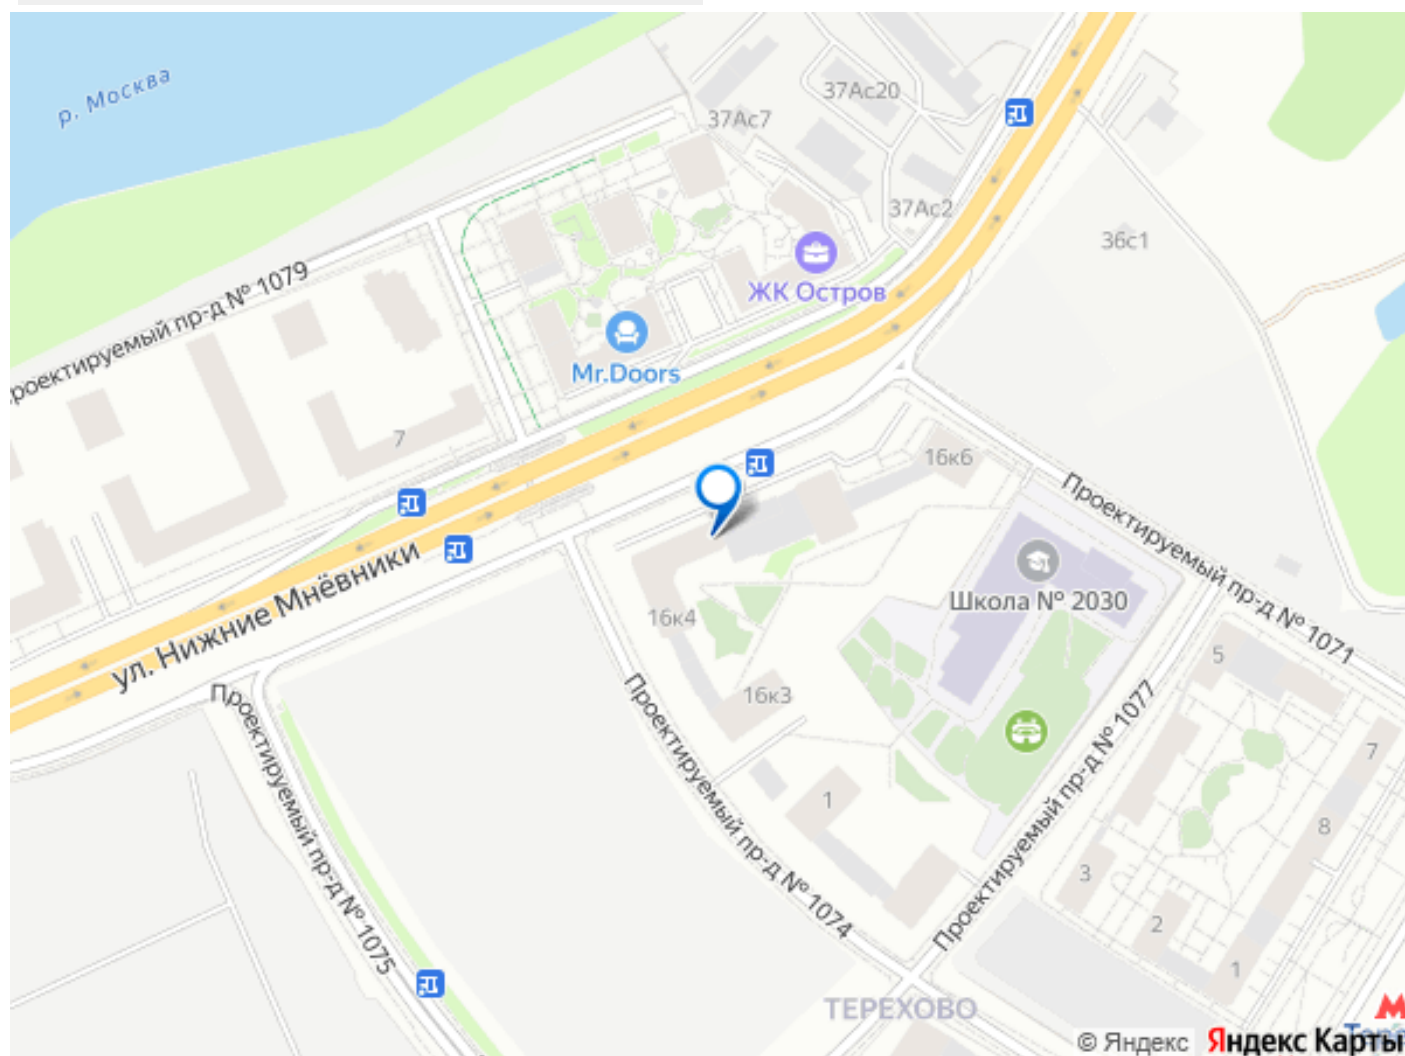 р. Москва
37Ас20
37Ас7
37Ас2
36с1
ЖК Остров
Проектируемый пр-д № 1079
Mr.Doors
7
16к6
Проектируемый пр-д № 1071
ул. Нижние Мнёвники
Школа № 2030
16к4
16к3
5
Проектируемый пр-д № 1075
Проектируемый пр-д № 1074
Проектируемый пр-д № 1077
7
1
8
3
2
1
ТЕРЕХОВО
© Яндекс
Яндекс Карты